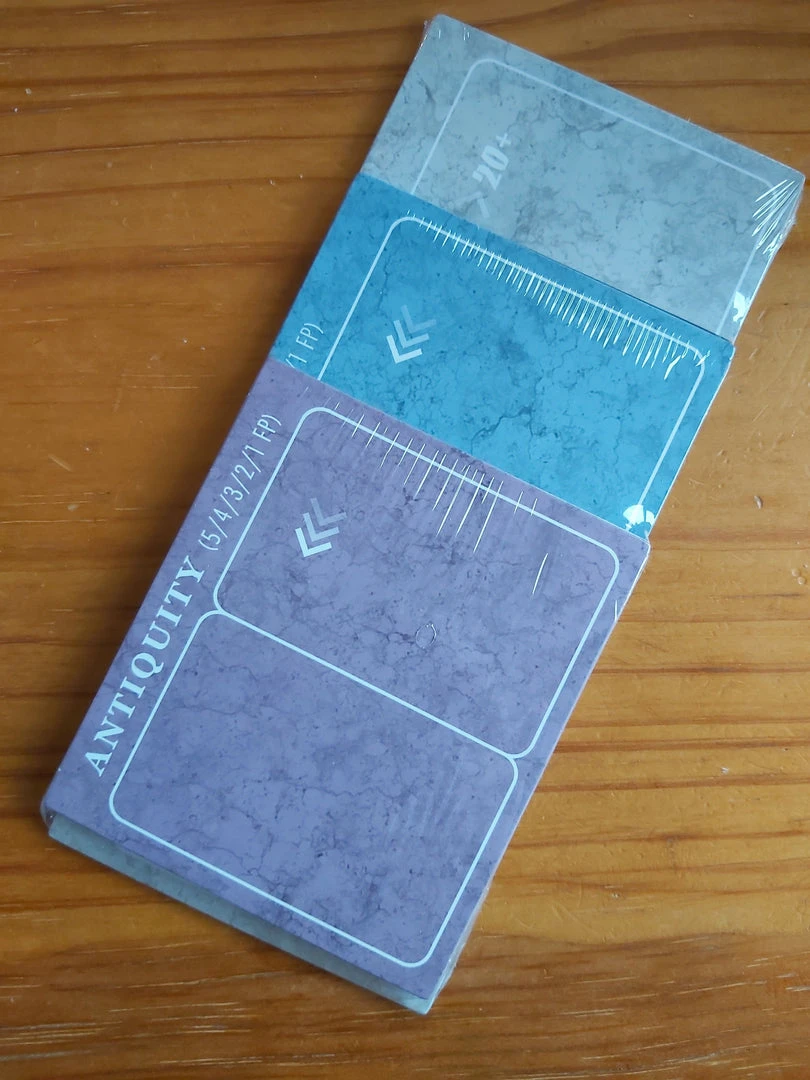 > 20+
/1 FP)
ANTIQUITY (5/4/3/2/1 FP)